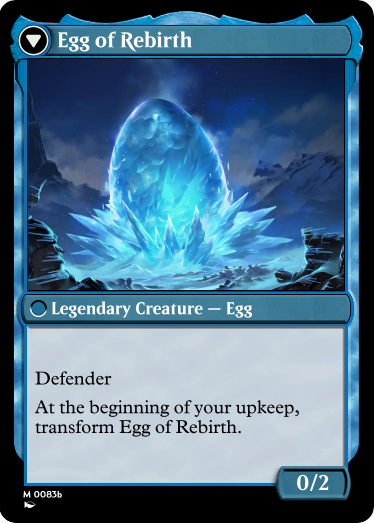 Egg of Rebirth
Legendary Creature — Egg
Defender
At the beginning of your upkeep,
transform Egg of Rebirth.
0/2
M 0083b